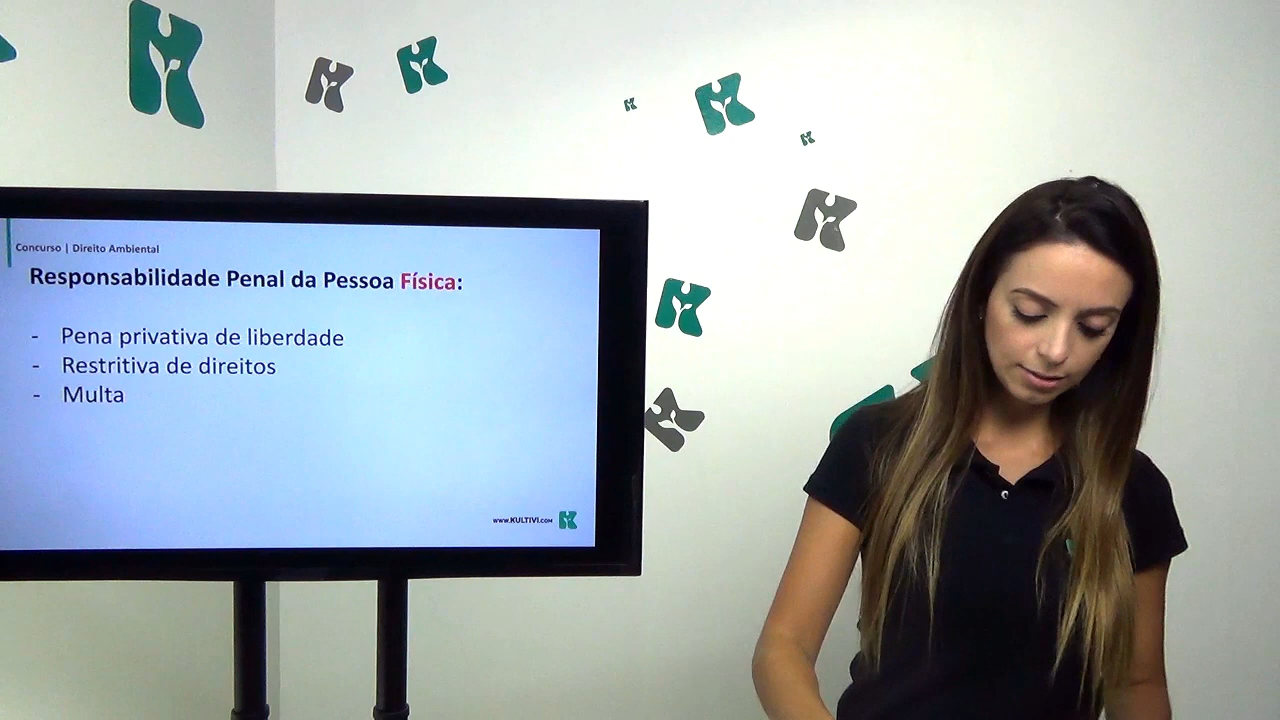 Concurso | Direito Ambiental
Responsabilidade Penal da Pessoa Física:
- Pena privativa de liberdade
- Restritiva de direitos
- Multa
www.KULTIVI.COM